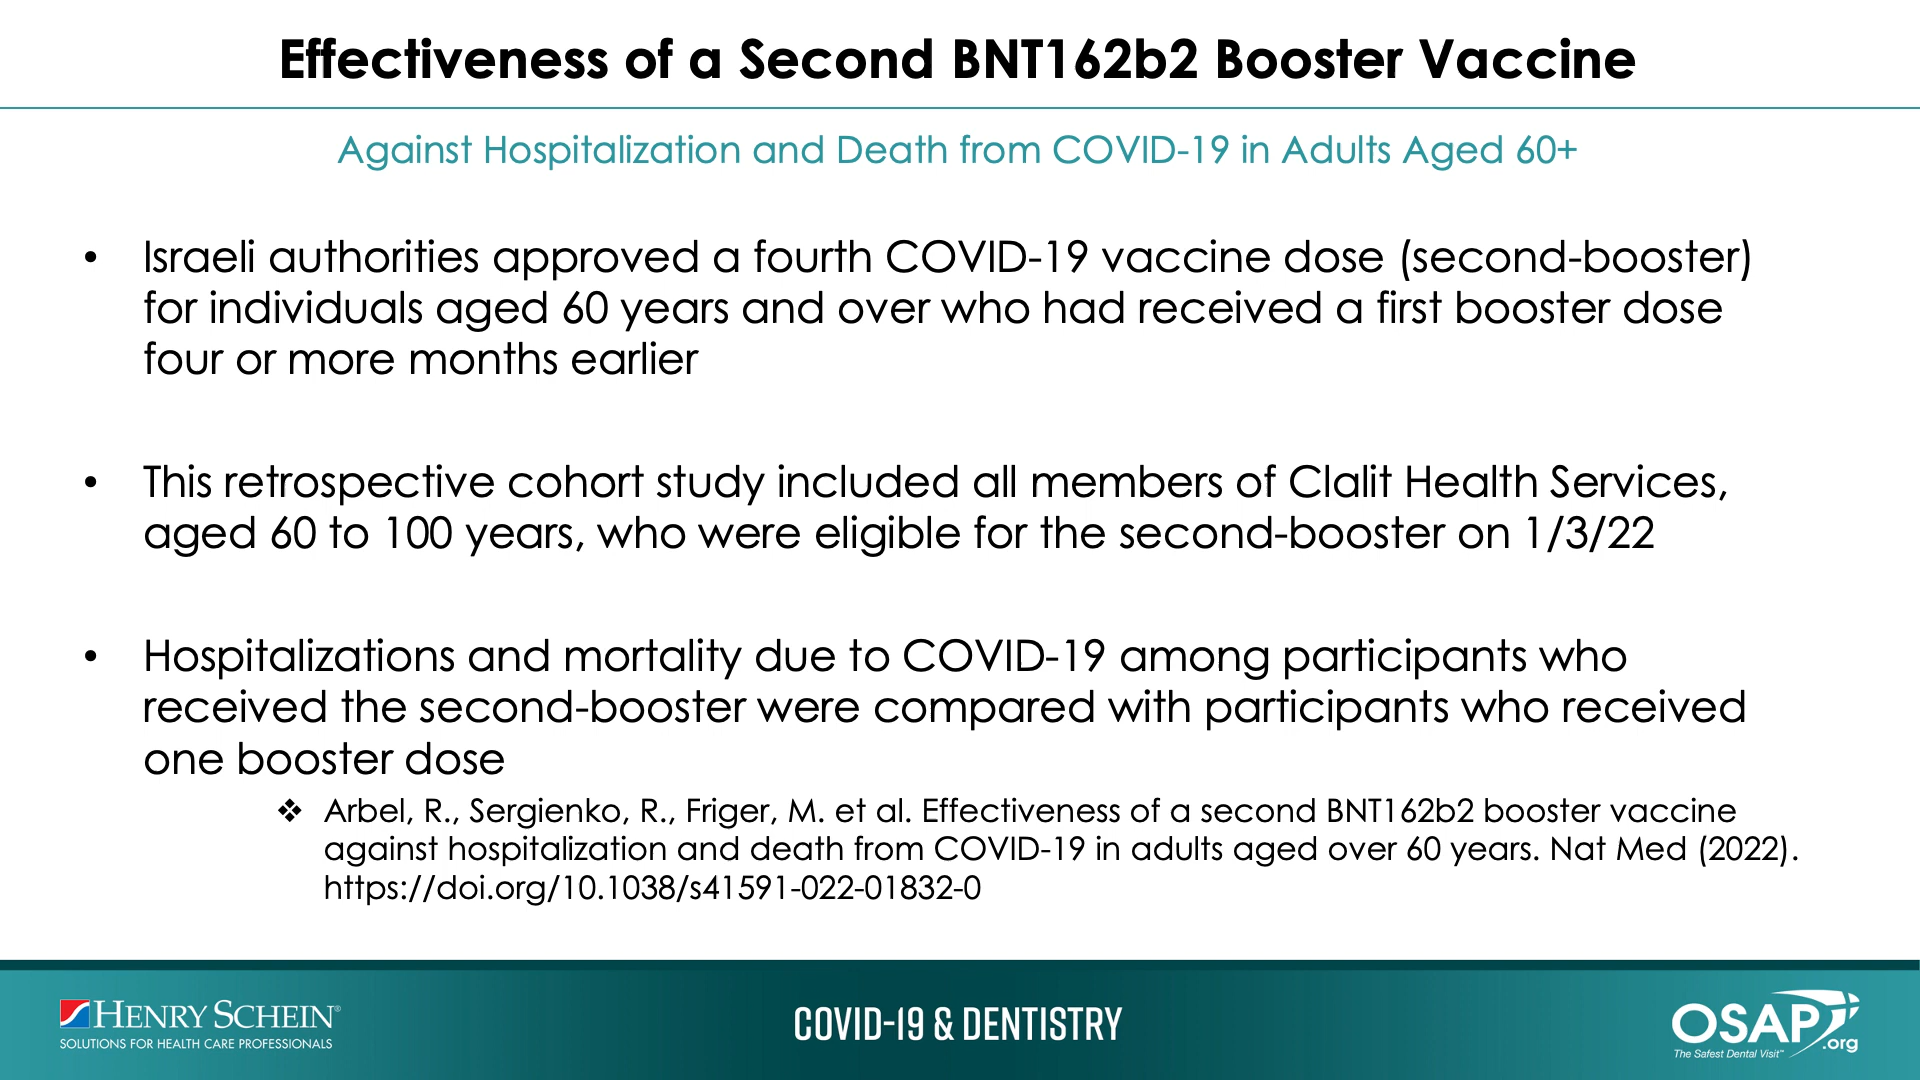 Effectiveness of a Second BNT162b2 Booster Vaccine
Against Hospitalization and Death from COVID-19 in Adults Aged 60+
• Israeli authorities approved a fourth COVID-19 vaccine dose (second-booster)
for individuals aged 60 years and over who had received a first booster dose
four or more months earlier
• This retrospective cohort study included all members of Clalit Health Services,
aged 60 to 100 years, who were eligible for the second-booster on 1/3/22
• Hospitalizations and mortality due to COVID-19 among participants who
received the second-booster were compared with participants who received
one booster dose
❖ Arbel, R., Sergienko, R., Friger, M. et al. Effectiveness of a second BNT162b2 booster vaccine
against hospitalization and death from COVID-19 in adults aged over 60 years. Nat Med (2022).
https://doi.org/10.1038/s41591-022-01832-0
HENRY SCHEIN®
SOLUTIONS FOR HEALTH CARE PROFESSIONALS
COVID-19 & DENTISTRY
OSAP
.org
The Safest Dental Visit™